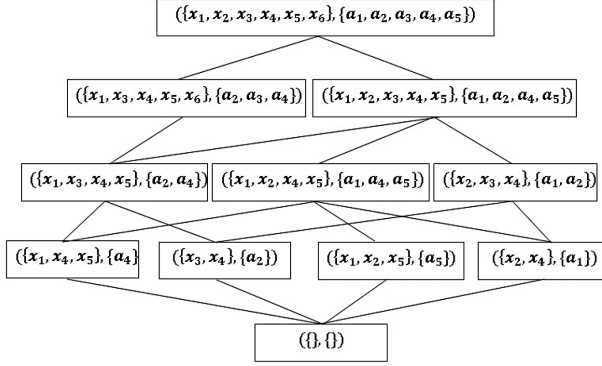 ({x₁, x₂, x₃, x₄, x₅, x₆}, {a₁, a₂, a₃, a₄, a₅})
({x₁, x₃, x₄, x₅, x₆}, {a₂, a₃, a₄})
({x₁, x₂, x₃, x₄, x₅}, {a₁, a₂, a₄, a₅})
({x₁, x₃, x₄, x₅}, {a₂, a₄})
({x₁, x₂, x₄, x₅}, {a₁, a₄, a₅})
({x₂, x₃, x₄}, {a₁, a₂})
({x₁, x₄, x₅}, {a₄}
({x₃, x₄}, {a₂})
({x₁, x₂, x₅}, {a₅})
({x₂, x₄}, {a₁})
({}, {})